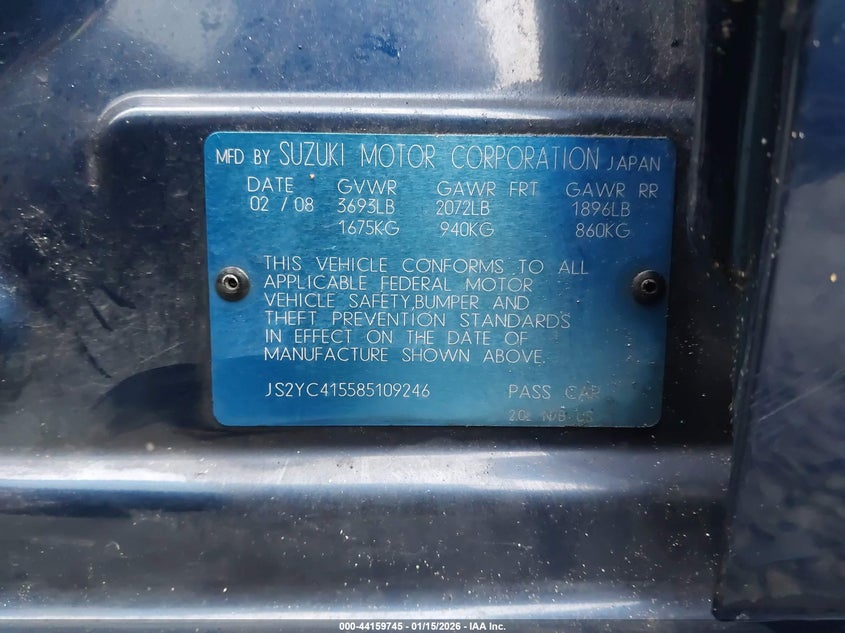 MFD BY SUZUKI MOTOR CORPORATION JAPAN
DATE GVWR GAWR FRT GAWR RR
02 / 08 3693LB 2072LB 1896LB
1675KG 940KG 860KG
THIS VEHICLE CONFORMS TO ALL
APPLICABLE FEDERAL MOTOR
VEHICLE SAFETY,BUMPER AND
THEFT PREVENTION STANDARDS
IN EFFECT ON THE DATE OF
MANUFACTURE SHOWN ABOVE.
JS2YC415585109246 PASS CAR
2.0L
000-44159745 - 01/15/2026 - IAA Inc.